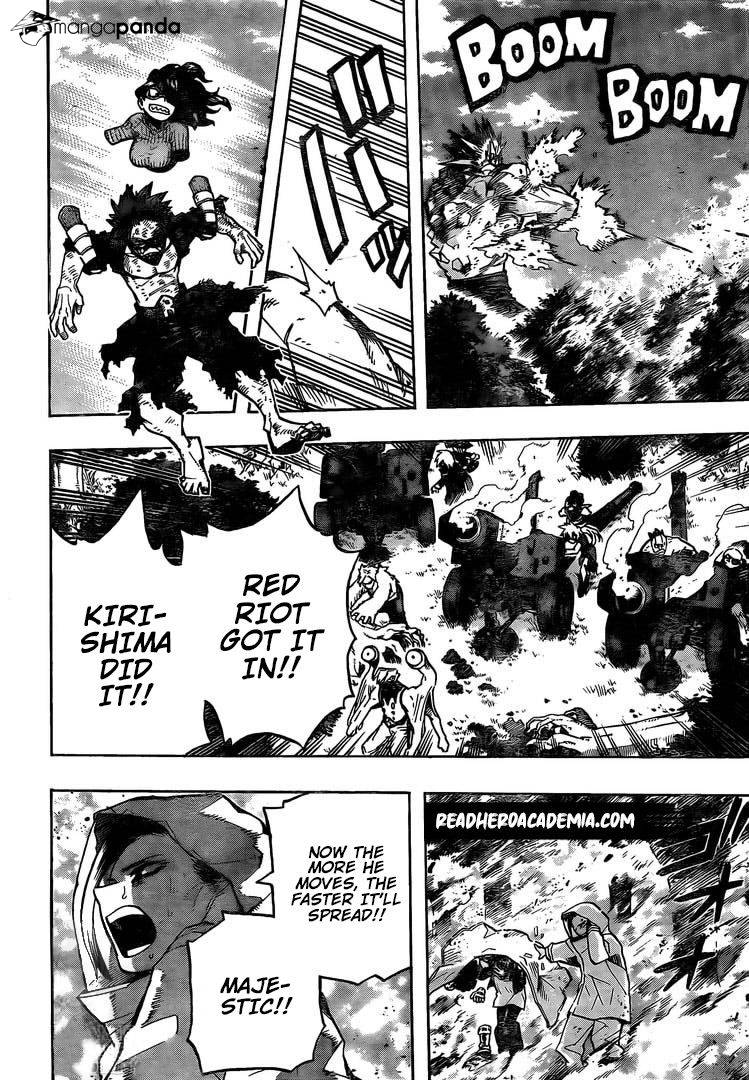 mangapanda
BOOM
BOOM
RED
RIOT
GOT IT
IN!!
KIRI-
SHIMA
DID
IT!!
READHEROACADEMIA.COM
NOW THE
MORE HE
MOVES, THE
FASTER IT'LL
SPREAD!!
MAJE-
STIC!!